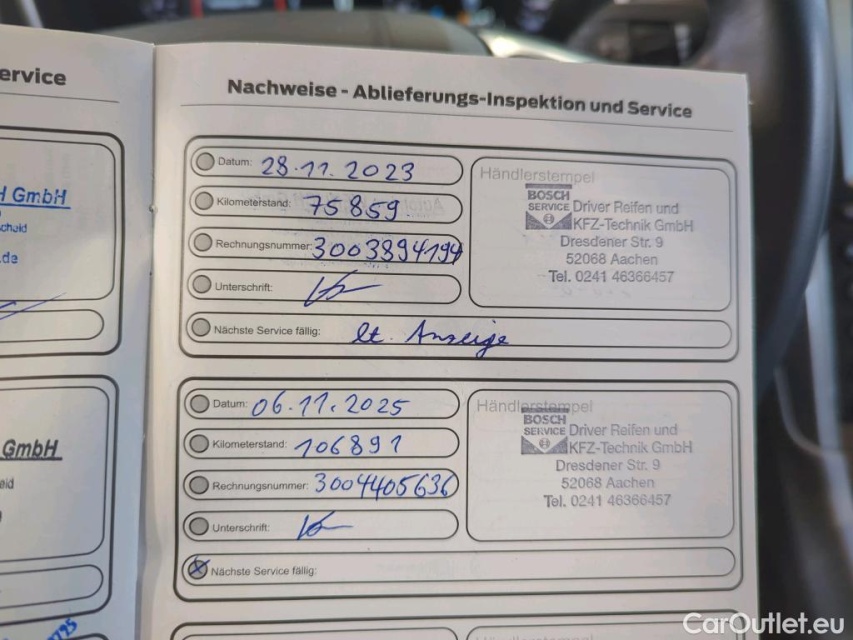 ervice
GmbH
.de
GmbH
Nachweise - Ablieferungs-Inspektion und Service
Datum: 28.11.2023
Kilometerstand: 75859
Rechnungsnummer: 3003894194
Unterschrift:
Nächste Service fällig: lt. Anzeige
Händlerstempel
BOSCH
SERVICE Driver Reifen und
KFZ-Technik GmbH
Dresdener Str. 9
52068 Aachen
Tel. 0241 46366457
Datum: 06.11.2025
Kilometerstand: 106891
Rechnungsnummer: 3004405636
Unterschrift:
Nächste Service fällig:
Händlerstempel
BOSCH
SERVICE Driver Reifen und
KFZ-Technik GmbH
Dresdener Str. 9
52068 Aachen
Tel. 0241 46366457
CarOutlet.eu